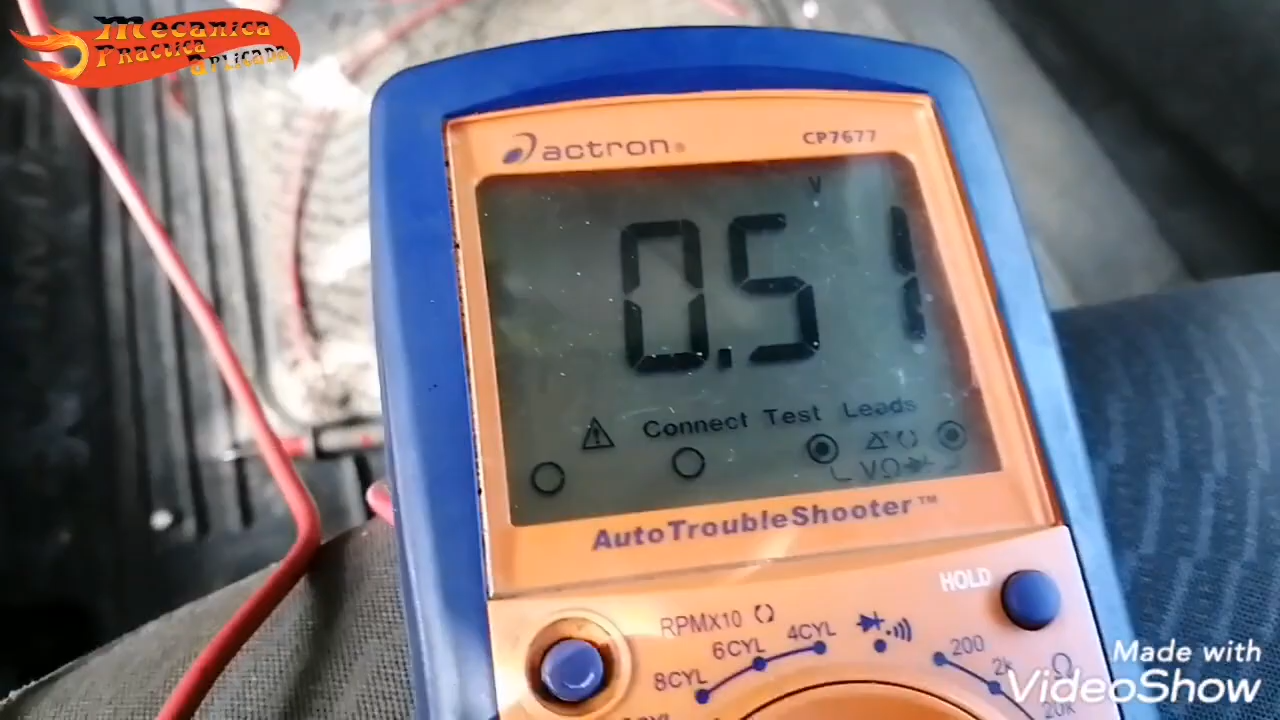 Mecanica
Practica
aplicada
actron®
CP7677
V
0.51
Connect Test Leads
VΩ
AutoTroubleShooter™
HOLD
RPMX10
4CYL
6CYL
8CYL
200
2k
Ω
20k
Made with
VideoShow